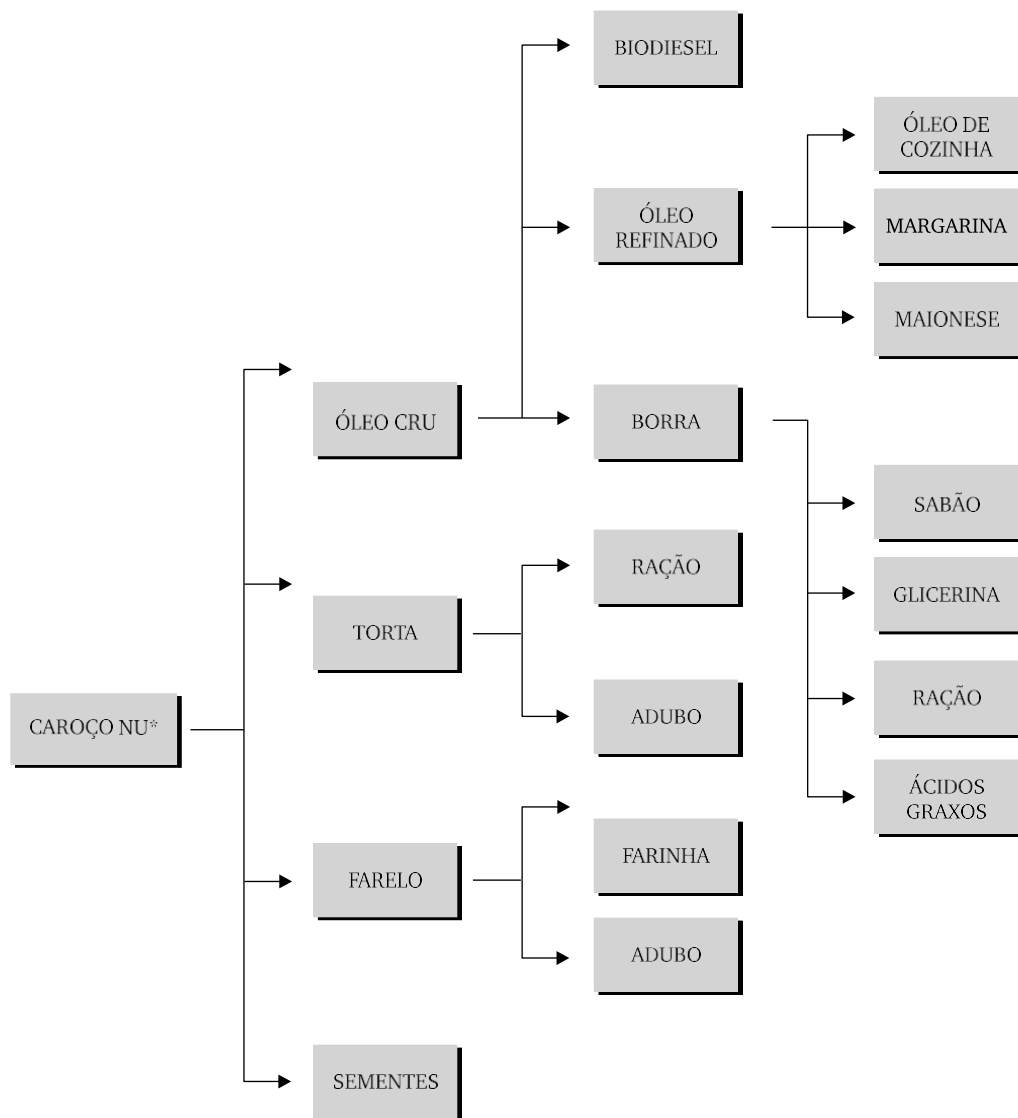 BIODIESEL
ÓLEO DE
COZINHA
ÓLEO
REFINADO
MARGARINA
MAIONESE
ÓLEO CRU
BORRA
SABÃO
RAÇÃO
GLICERINA
TORTA
RAÇÃO
ADUBO
CAROÇO NU*
ÁCIDOS
GRAXOS
FARINHA
FARELO
ADUBO
SEMENTES